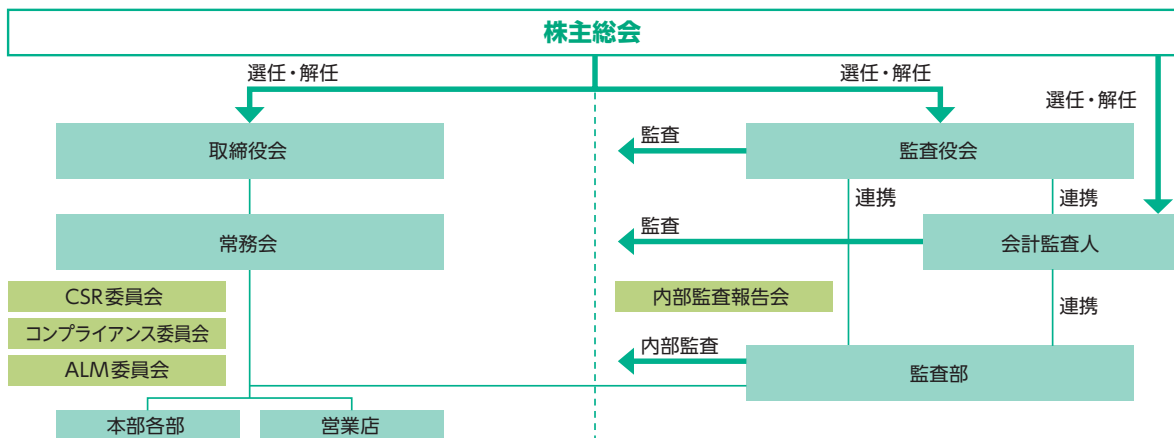 株主総会
選任・解任
選任・解任
選任・解任
取締役会
監査
監査役会
連携
連携
常務会
監査
会計監査人
CSR委員会
内部監査報告会
連携
コンプライアンス委員会
内部監査
ALM委員会
監査部
本部各部
営業店